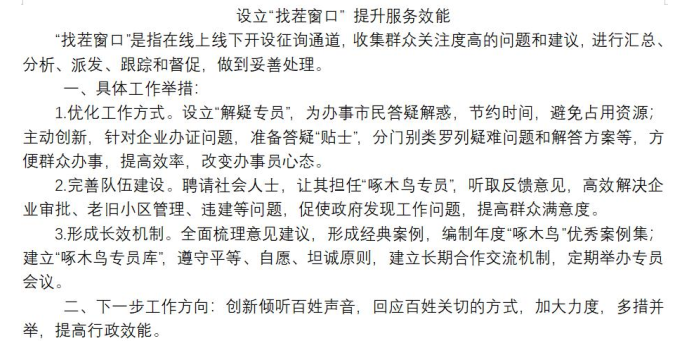 设立“找茬窗口” 提升服务效能
“找茬窗口”是指在线上线下开设征询通道，收集群众关注度高的问题和建议，进行汇总、
分析、派发、跟踪和督促，做到妥善处理。
一、具体工作举措：
1.优化工作方式。设立“解疑专员”，为办事市民答疑解惑，节约时间，避免占用资源；
主动创新，针对企业办证问题，准备答疑“贴士”，分门别类罗列疑难问题和解答方案等，方
便群众办事，提高效率，改变办事员心态。
2.完善队伍建设。聘请社会人士，让其担任“啄木鸟专员”，听取反馈意见，高效解决企
业审批、老旧小区管理、违建等问题，促使政府发现工作问题，提高群众满意度。
3.形成长效机制。全面梳理意见建议，形成经典案例，编制年度“啄木鸟”优秀案例集；
建立“啄木鸟专员库”，遵守平等、自愿、坦诚原则，建立长期合作交流机制，定期举办专员
会议。
二、下一步工作方向：创新倾听百姓声音，回应百姓关切的方式，加大力度，多措并
举，提高行政效能。